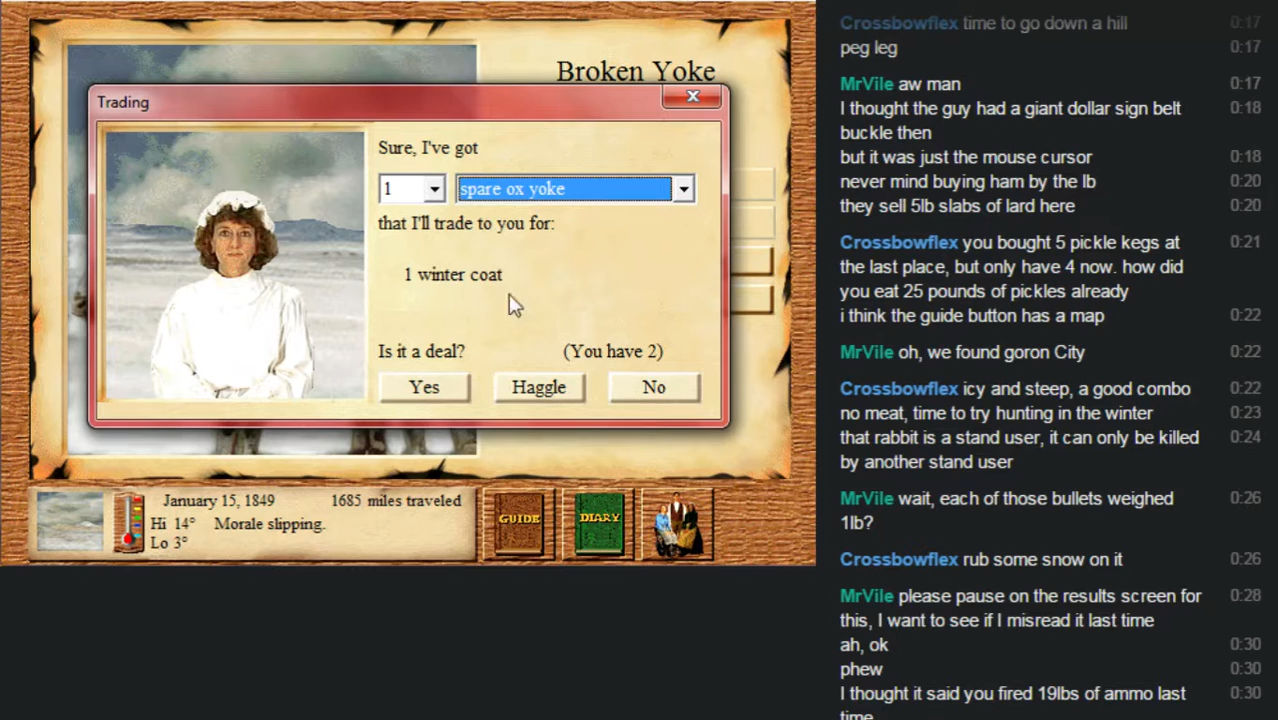 Broken Yoke
Trading
Sure, I've got
1 spare ox yoke
that I'll trade to you for:
1 winter coat
Is it a deal? (You have 2)
Yes Haggle No
January 15, 1849 1685 miles traveled
Hi 14° Morale slipping.
Lo 3°
GUIDE DIARY
Crossbowflex time to go down a hill 0:17
peg leg 0:17
MrVile aw man 0:17
I thought the guy had a giant dollar sign belt 0:18
buckle then
but it was just the mouse cursor 0:18
never mind buying ham by the lb 0:20
they sell 5lb slabs of lard here 0:20
Crossbowflex you bought 5 pickle kegs at 0:21
the last place, but only have 4 now. how did
you eat 25 pounds of pickles already
i think the guide button has a map 0:22
MrVile oh, we found goron City 0:22
Crossbowflex icy and steep, a good combo 0:22
no meat, time to try hunting in the winter 0:23
that rabbit is a stand user, it can only be killed 0:24
by another stand user
MrVile wait, each of those bullets weighed 0:26
1lb?
Crossbowflex rub some snow on it 0:26
MrVile please pause on the results screen for 0:28
this, I want to see if I misread it last time
ah, ok 0:30
phew 0:30
I thought it said you fired 19lbs of ammo last 0:30
time